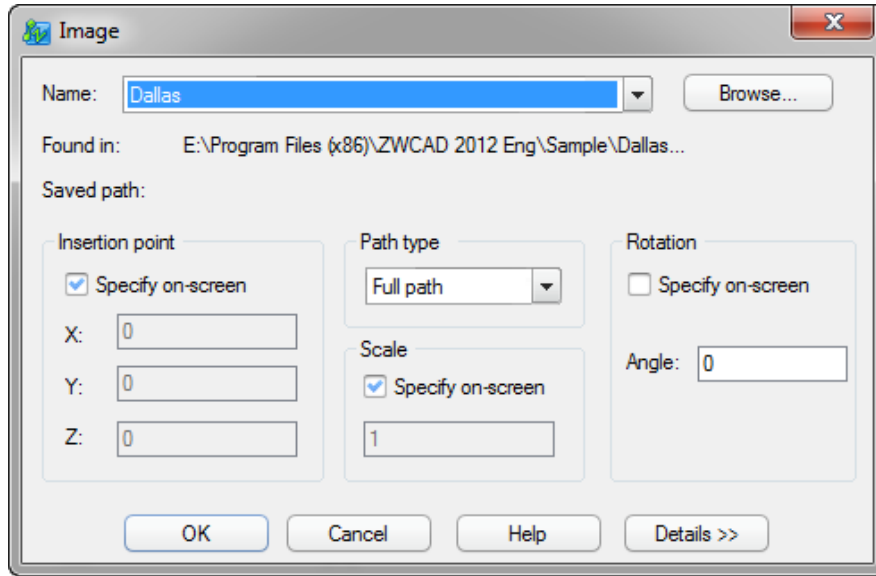 Image
Name: Dallas Browse...
Found in: E:\Program Files (x86)\ZWCAD 2012 Eng\Sample\Dallas...
Saved path:
Insertion point
Specify on-screen
X: 0
Y: 0
Z: 0
Path type
Full path
Scale
Specify on-screen
1
Rotation
Specify on-screen
Angle: 0
OK Cancel Help Details >>